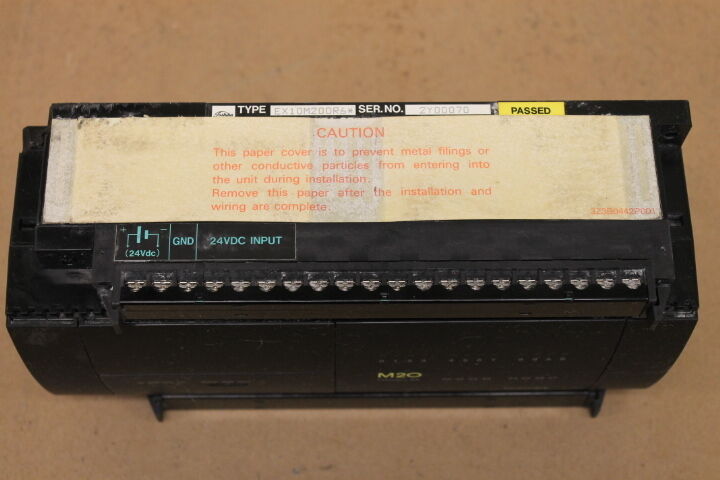 TYPE EX10M200R6* SER.NO. 2Y00070 PASSED
CAUTION
This paper cover is to prevent metal filings or
other conductive particles from entering into
the unit during installation.
Remove this paper after the installation and
wiring are complete.
+ −
(24Vdc) GND 24VDC INPUT
M20